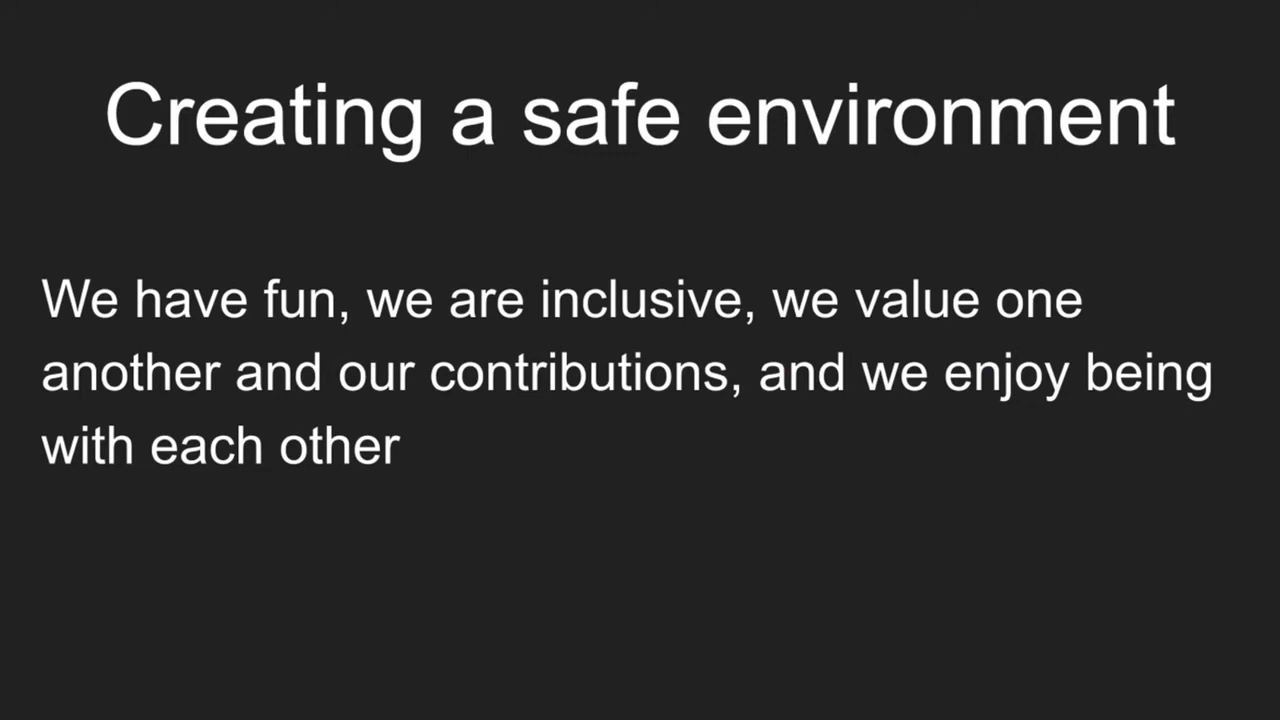 Creating a safe environment
We have fun, we are inclusive, we value one
another and our contributions, and we enjoy being
with each other